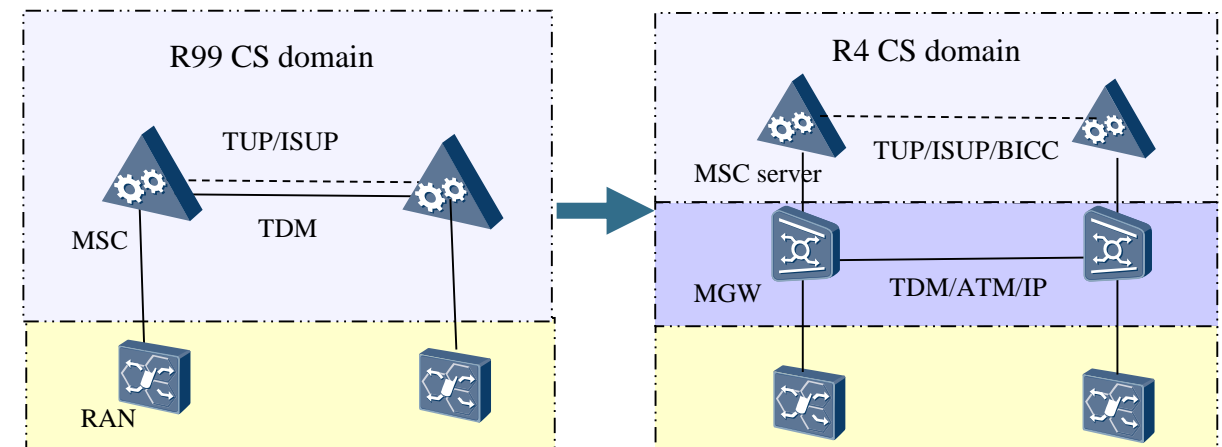 R99 CS domain
TUP/ISUP
TDM
MSC
RAN
R4 CS domain
TUP/ISUP/BICC
MSC server
MGW
TDM/ATM/IP